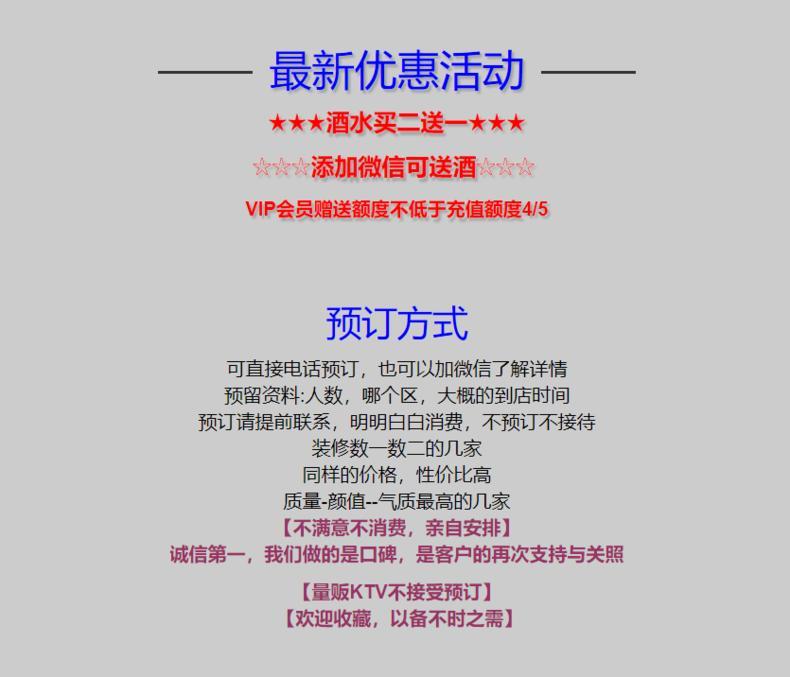 最新优惠活动
★★★酒水买二送一★★★
☆☆☆添加微信可送酒☆☆☆
VIP会员赠送额度不低于充值额度4/5
预订方式
可直接电话预订，也可以加微信了解详情
预留资料:人数，哪个区，大概的到店时间
预订请提前联系，明明白白消费，不预订不接待
装修数一数二的几家
同样的价格，性价比高
质量-颜值--气质最高的几家
【不满意不消费，亲自安排】
诚信第一，我们做的是口碑，是客户的再次支持与关照
【量贩KTV不接受预订】
【欢迎收藏，以备不时之需】